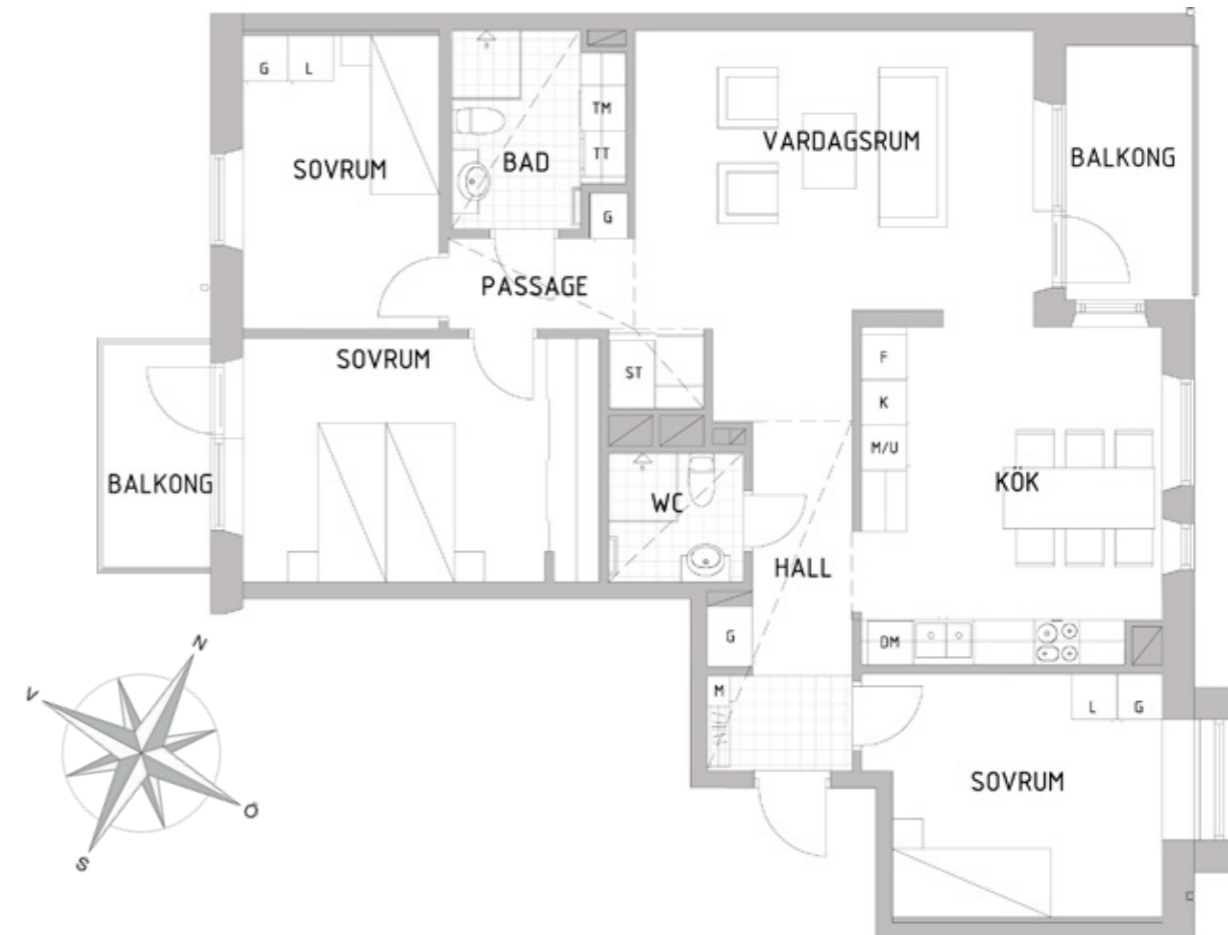 G
L
TM
SOVRUM
BAD
TT
VARDAGSRUM
BALKONG
G
PASSAGE
SOVRUM
ST
F
K
M/U
BALKONG
WC
KÖK
HALL
G
DM
M
L
G
SOVRUM
N
V
Ö
S